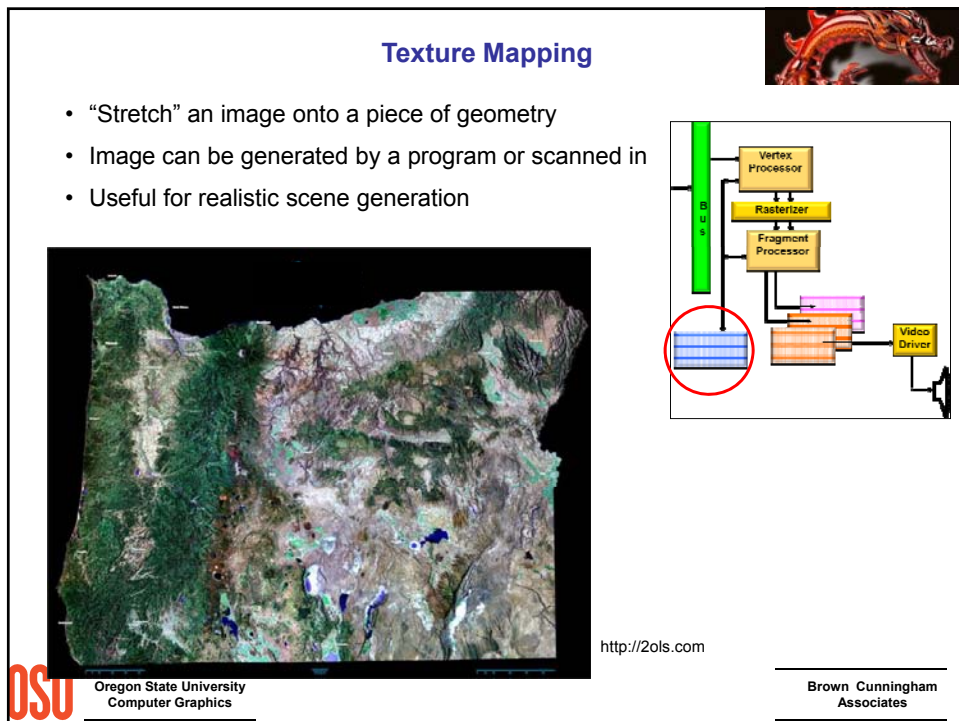 Texture Mapping
• “Stretch” an image onto a piece of geometry
• Image can be generated by a program or scanned in
• Useful for realistic scene generation
Vertex
Processor
Bus
Rasterizer
Fragment
Processor
Video
Driver
http://2ols.com
OSU
Oregon State University
Computer Graphics
Brown Cunningham
Associates